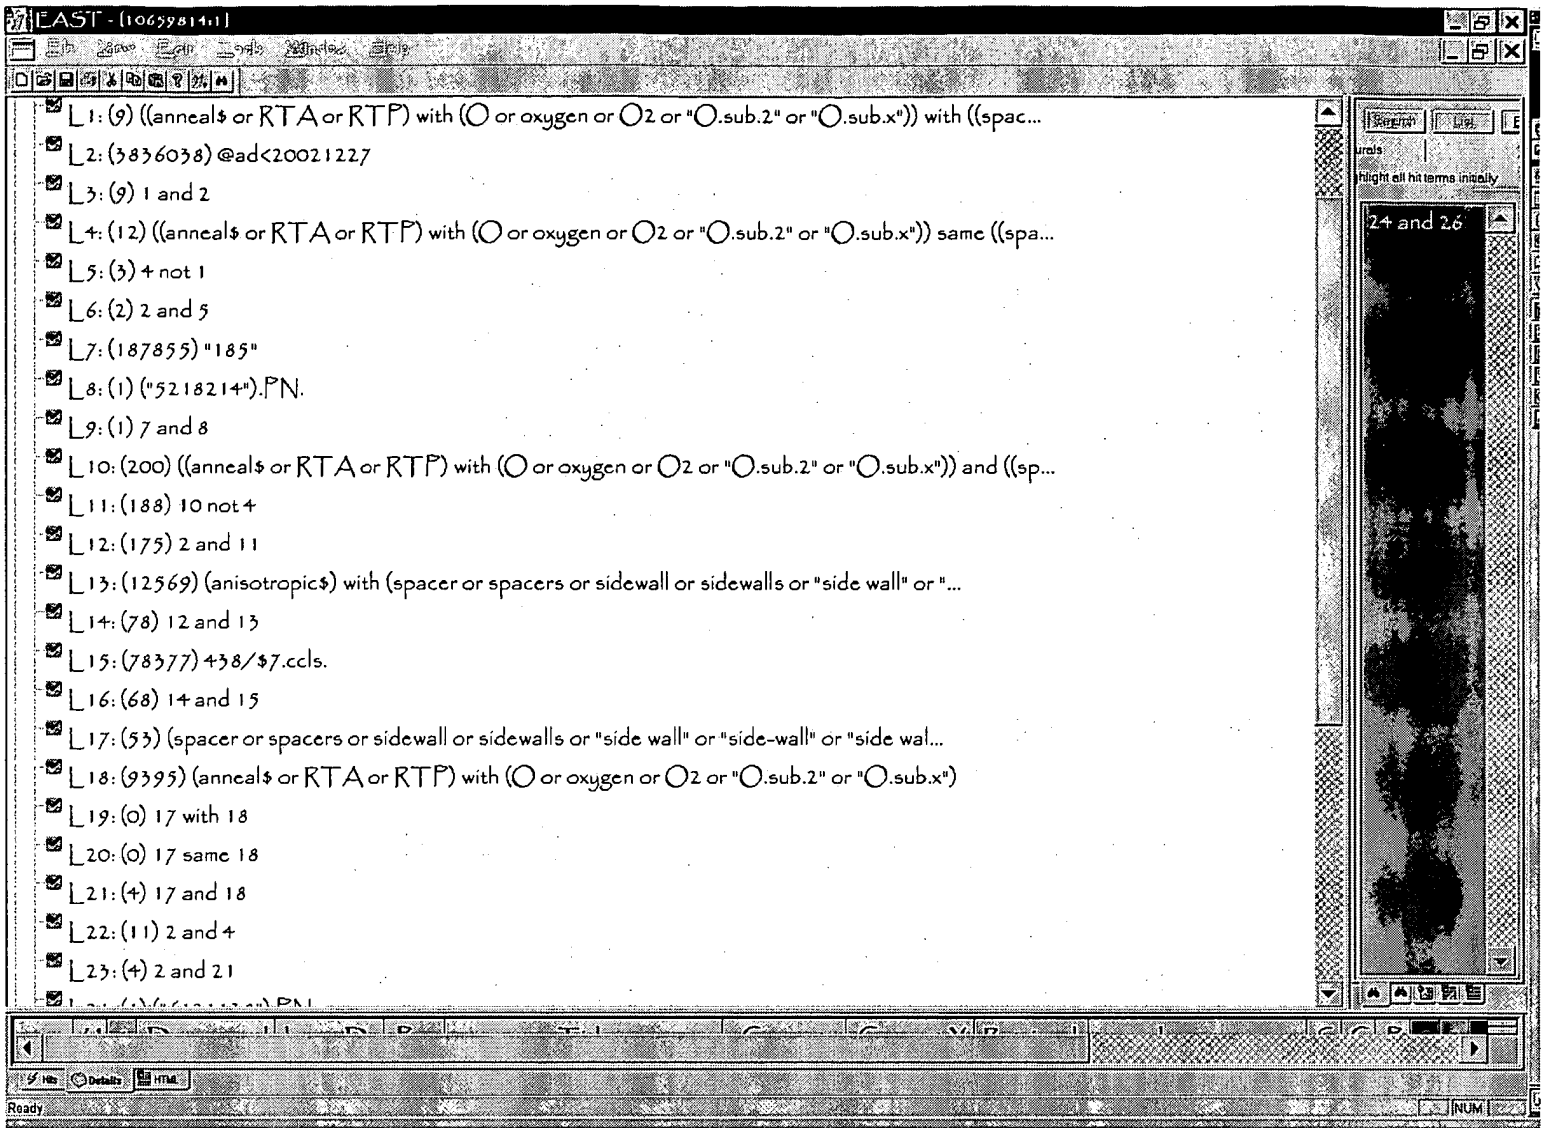 EAST - [10659814:1]
File View Edit Tools Window Help
L1: (9) ((anneal$ or RTA or RTP) with (O or oxygen or O2 or "O.sub.2" or "O.sub.x")) with ((spac...
L2: (3836038) @ad<20021227
L3: (9) 1 and 2
L4: (12) ((anneal$ or RTA or RTP) with (O or oxygen or O2 or "O.sub.2" or "O.sub.x")) same ((spa...
L5: (3) 4 not 1
L6: (2) 2 and 5
L7: (187855) "185"
L8: (1) ("5218214").PN.
L9: (1) 7 and 8
L10: (200) ((anneal$ or RTA or RTP) with (O or oxygen or O2 or "O.sub.2" or "O.sub.x")) and ((sp...
L11: (188) 10 not 4
L12: (175) 2 and 11
L13: (12569) (anisotropic$) with (spacer or spacers or sidewall or sidewalls or "side wall" or "...
L14: (78) 12 and 13
L15: (78377) 438/$7.ccls.
L16: (68) 14 and 15
L17: (53) (spacer or spacers or sidewall or sidewalls or "side wall" or "side-wall" or "side wal...
L18: (9395) (anneal$ or RTA or RTP) with (O or oxygen or O2 or "O.sub.2" or "O.sub.x")
L19: (0) 17 with 18
L20: (0) 17 same 18
L21: (4) 17 and 18
L22: (11) 2 and 4
L23: (4) 2 and 21
Search List
urals
hlight all hit terms initially
24 and 26
Hits Details HTML
Ready
NUM